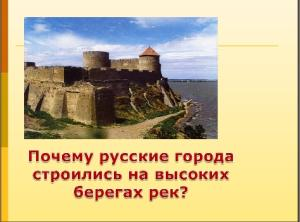 Почему русские города
строились на высоких
берегах рек?